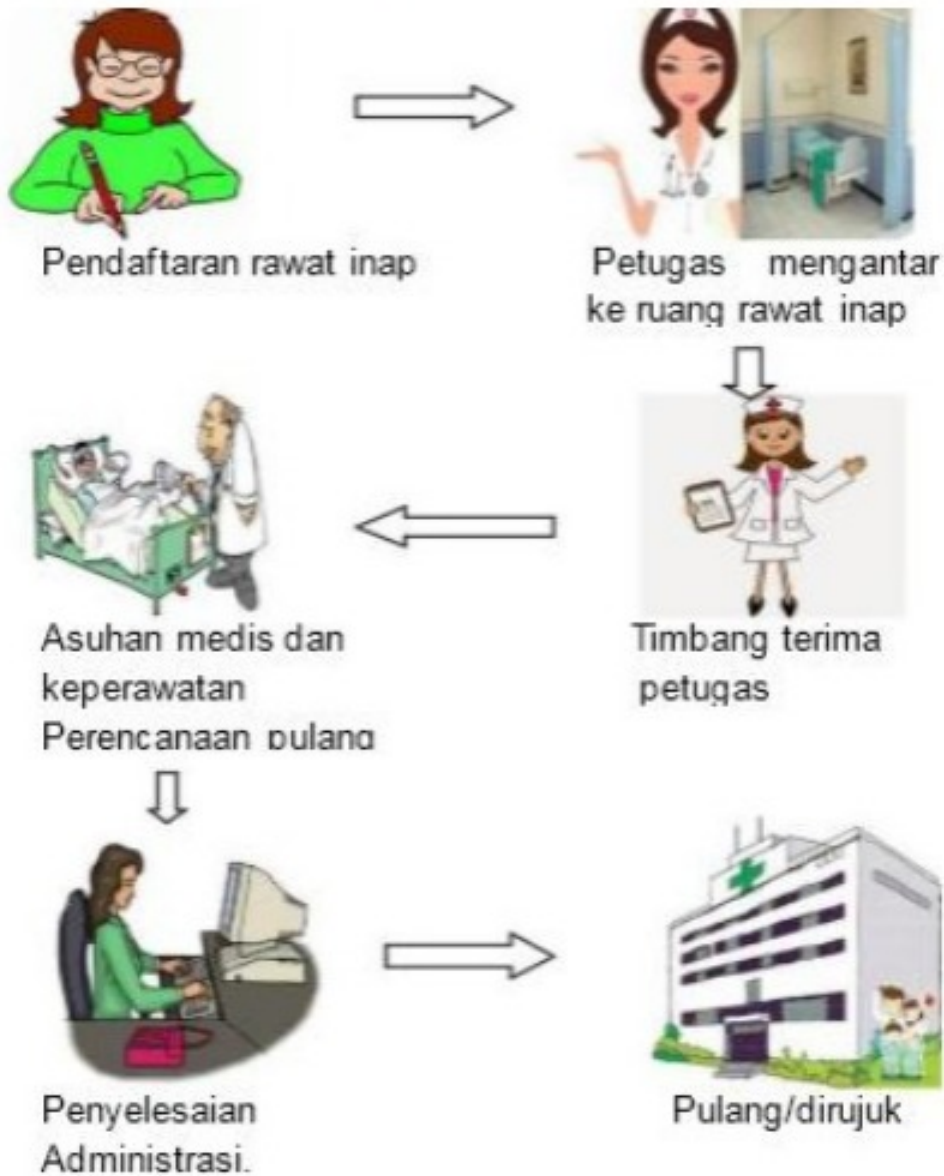 Pendaftaran rawat inap
Petugas mengantar
ke ruang rawat inap
Timbang terima
petugas
Asuhan medis dan
keperawatan
Perencanaan pulang
Penyelesaian
Administrasi.
Pulang/dirujuk